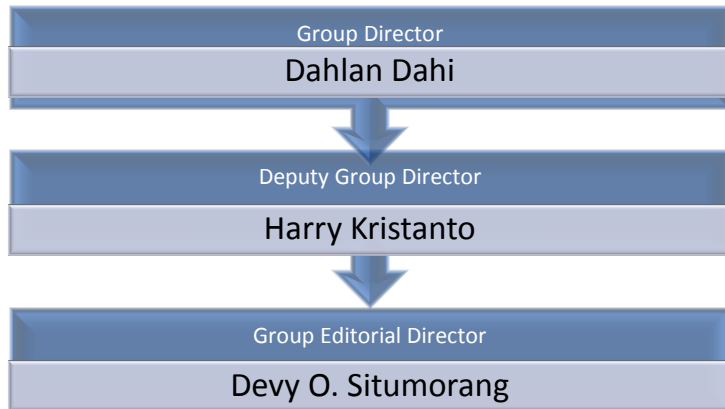 Group Director
Dahlan Dahi
Deputy Group Director
Harry Kristanto
Group Editorial Director
Devy O. Situmorang